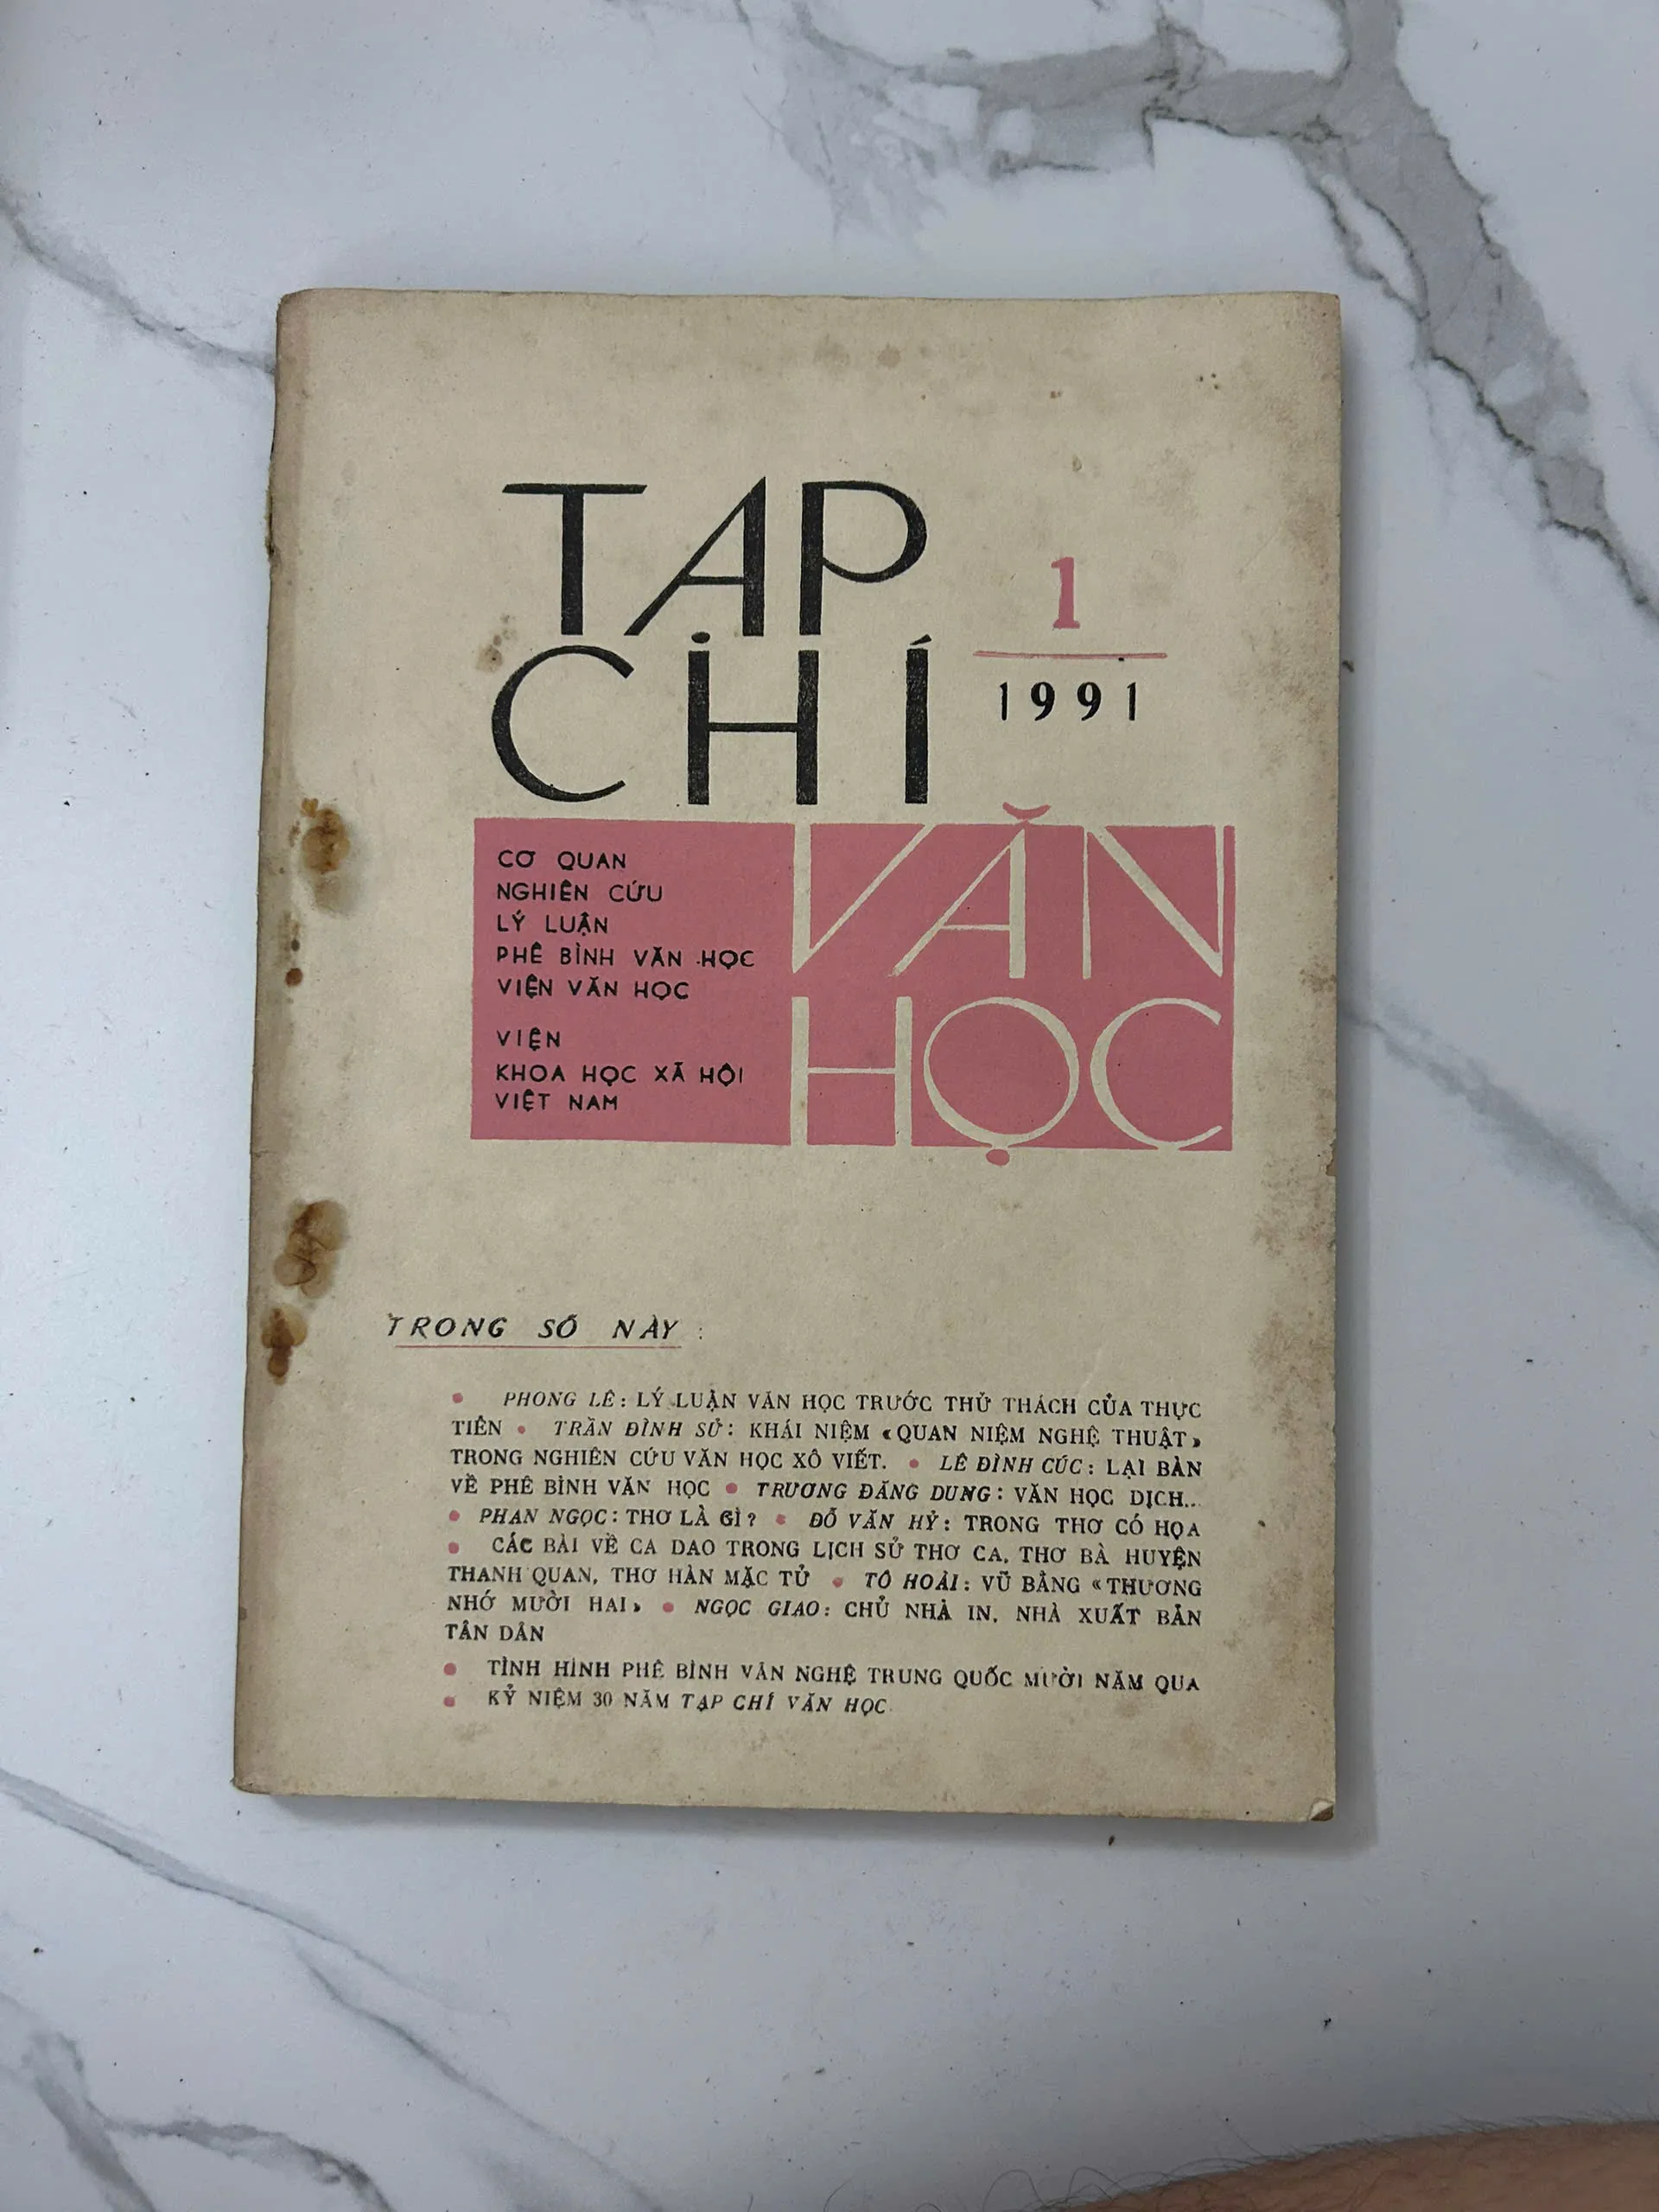 TẠP
CHÍ
1
1991
VĂN
HỌC
CƠ QUAN
NGHIÊN CỨU
LÝ LUẬN
PHÊ BÌNH VĂN HỌC
VIỆN VĂN HỌC
VIỆN
KHOA HỌC XÃ HỘI
VIỆT NAM
TRONG SỐ NÀY :
• PHONG LÊ: LÝ LUẬN VĂN HỌC TRƯỚC THỬ THÁCH CỦA THỰC
TIỄN • TRẦN ĐÌNH SỬ: KHÁI NIỆM «QUAN NIỆM NGHỆ THUẬT»
TRONG NGHIÊN CỨU VĂN HỌC XÔ VIẾT. • LÊ ĐÌNH CÚC: LẠI BÀN
VỀ PHÊ BÌNH VĂN HỌC • TRƯƠNG ĐĂNG DUNG: VĂN HỌC DỊCH...
• PHAN NGỌC: THƠ LÀ GÌ? • ĐỖ VĂN HỶ: TRONG THƠ CÓ HỌA
• CÁC BÀI VỀ CA DAO TRONG LỊCH SỬ THƠ CA, THƠ BÀ HUYỆN
THANH QUAN, THƠ HÀN MẶC TỬ • TÔ HOÀI: VŨ BẰNG «THƯƠNG
NHỚ MƯỜI HAI» • NGỌC GIAO: CHỦ NHÀ IN, NHÀ XUẤT BẢN
TÂN DÂN
• TÌNH HÌNH PHÊ BÌNH VĂN NGHỆ TRUNG QUỐC MƯỜI NĂM QUA
• KỶ NIỆM 30 NĂM TẠP CHÍ VĂN HỌC